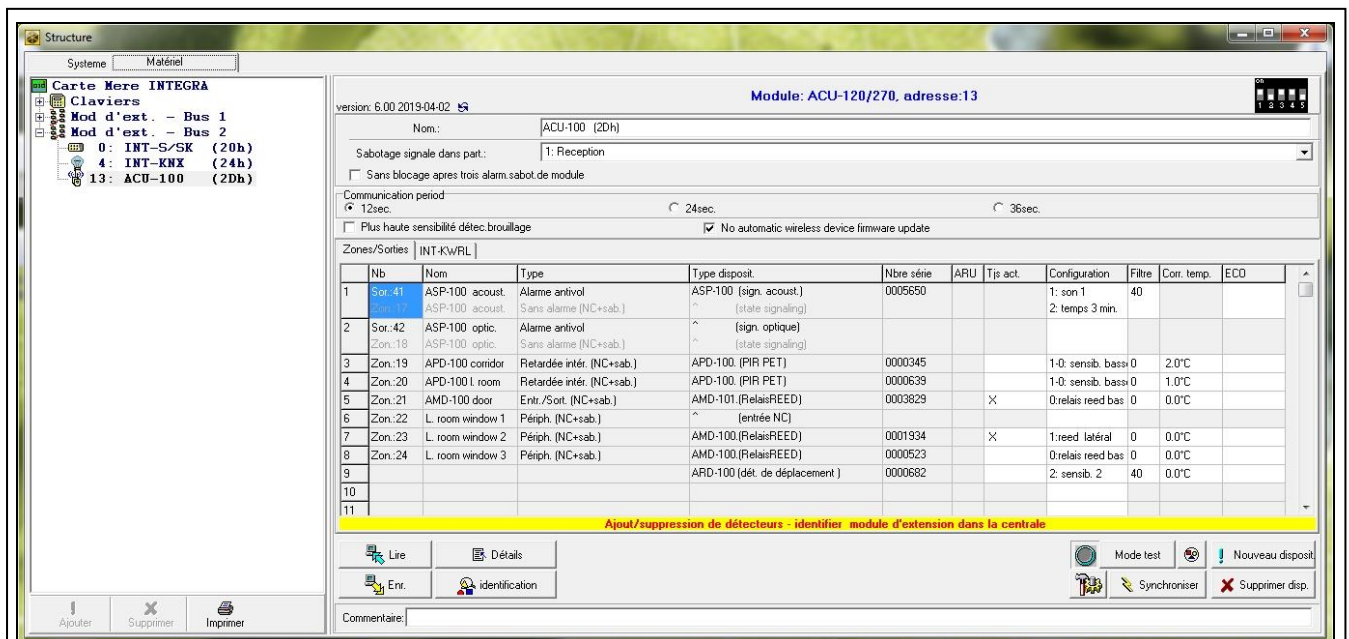 Structure
Systeme Matériel
Carte Mere INTEGRA
Claviers
Mod d'ext. - Bus 1
Mod d'ext. - Bus 2
0: INT-S/SK (20h)
4: INT-KNX (24h)
13: ACU-100 (2Dh)
Ajouter Supprimer Imprimer
version: 6.00 2019-04-02
Module: ACU-120/270, adresse:13
on
1 2 3 4 5
Nom.: ACU-100 (2Dh)
Sabotage signale dans part.: 1: Reception
Sans blocage apres trois alarm.sabot.de module
Communication period
12sec. 24sec. 36sec.
Plus haute sensibilité détec.brouillage No automatic wireless device firmware update
Zones/Sorties INT-KWRL
Nb Nom Type Type disposit. Nbre série ARU Tjs act. Configuration Filtre Corr. temp. ECO
1 Sor.:41 ASP-100 acoust. Alarme antivol ASP-100 (sign. acoust.) 0005650 1: son 1 40
Zon.:17 ASP-100 acoust. Sans alarme (NC+sab.) ^ (state signaling) 2: temps 3 min.
2 Sor.:42 ASP-100 optic. Alarme antivol ^ (sign. optique)
Zon.:18 ASP-100 optic. Sans alarme (NC+sab.) ^ (state signaling)
3 Zon.:19 APD-100 corridor Retardée intér. (NC+sab.) APD-100. (PIR PET) 0000345 1-0: sensib. bass 0 2.0°C
4 Zon.:20 APD-100 l. room Retardée intér. (NC+sab.) APD-100. (PIR PET) 0000639 1-0: sensib. bass 0 1.0°C
5 Zon.:21 AMD-100 door Entr./Sort. (NC+sab.) AMD-101.(RelaisREED) 0003829 X 0:relais reed bas 0 0.0°C
6 Zon.:22 L. room window 1 Périph. (NC+sab.) ^ (entrée NC)
7 Zon.:23 L. room window 2 Périph. (NC+sab.) AMD-100.(RelaisREED) 0001934 X 1:reed latéral 0 0.0°C
8 Zon.:24 L. room window 3 Périph. (NC+sab.) AMD-100.(RelaisREED) 0000523 0:relais reed bas 0 0.0°C
9 ARD-100 (dét. de déplacement ) 0000682 2: sensib. 2 40 0.0°C
10
11
Ajout/suppression de détecteurs - identifier module d'extension dans la centrale
Lire Détails Mode test Nouveau disposit
Enr. identification Synchroniser Supprimer disp.
Commentaire: